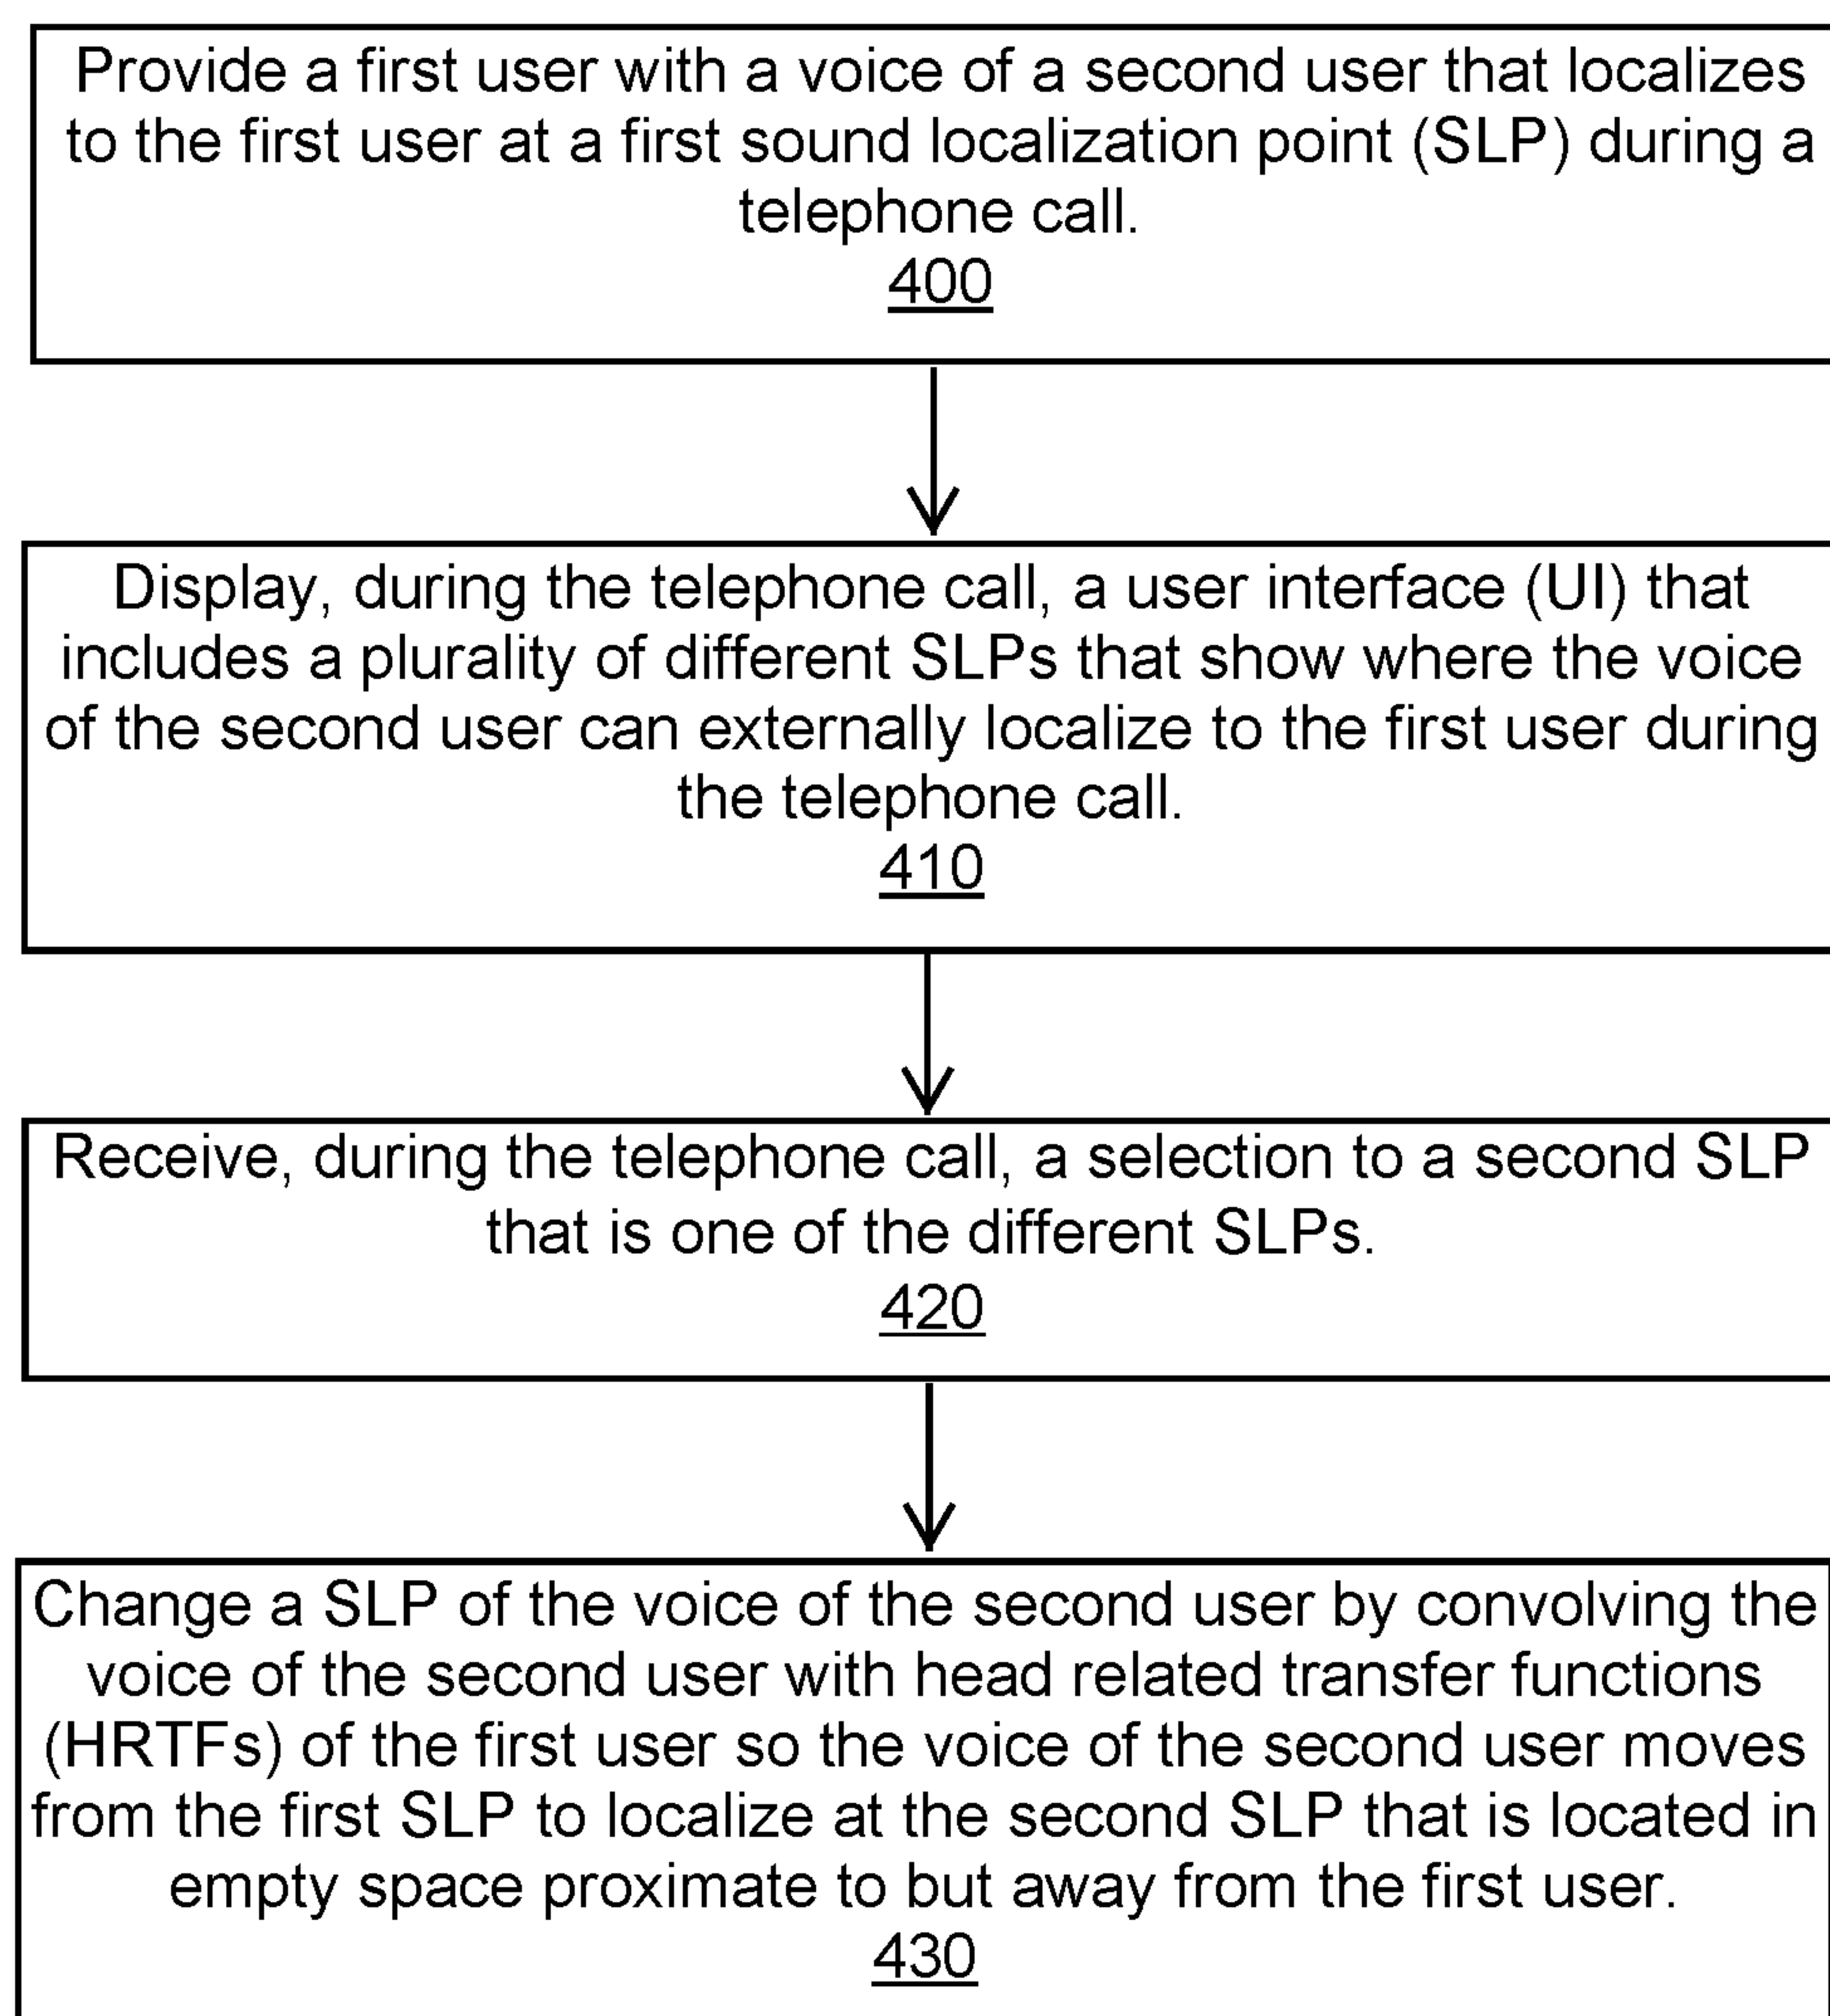 Provide a first user with a voice of a second user that localizes
to the first user at a first sound localization point (SLP) during a
telephone call.
400
Display, during the telephone call, a user interface (UI) that
includes a plurality of different SLPs that show where the voice
of the second user can externally localize to the first user during
the telephone call.
410
Receive, during the telephone call, a selection to a second SLP
that is one of the different SLPs.
420
Change a SLP of the voice of the second user by convolving the
voice of the second user with head related transfer functions
(HRTFs) of the first user so the voice of the second user moves
from the first SLP to localize at the second SLP that is located in
empty space proximate to but away from the first user.
430